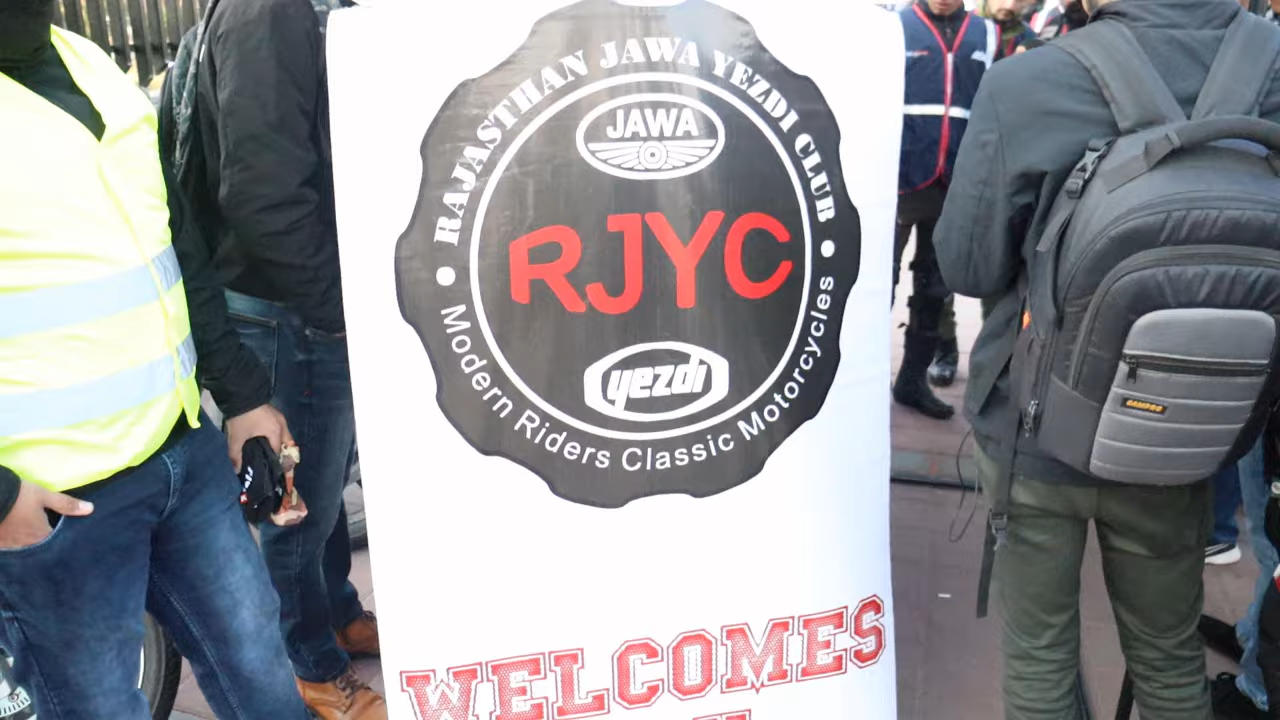 RAJASTHAN JAWA YEZDI CLUB
JAWA
RJYC
yezdi
Modern Riders Classic Motorcycles
WELCOMES